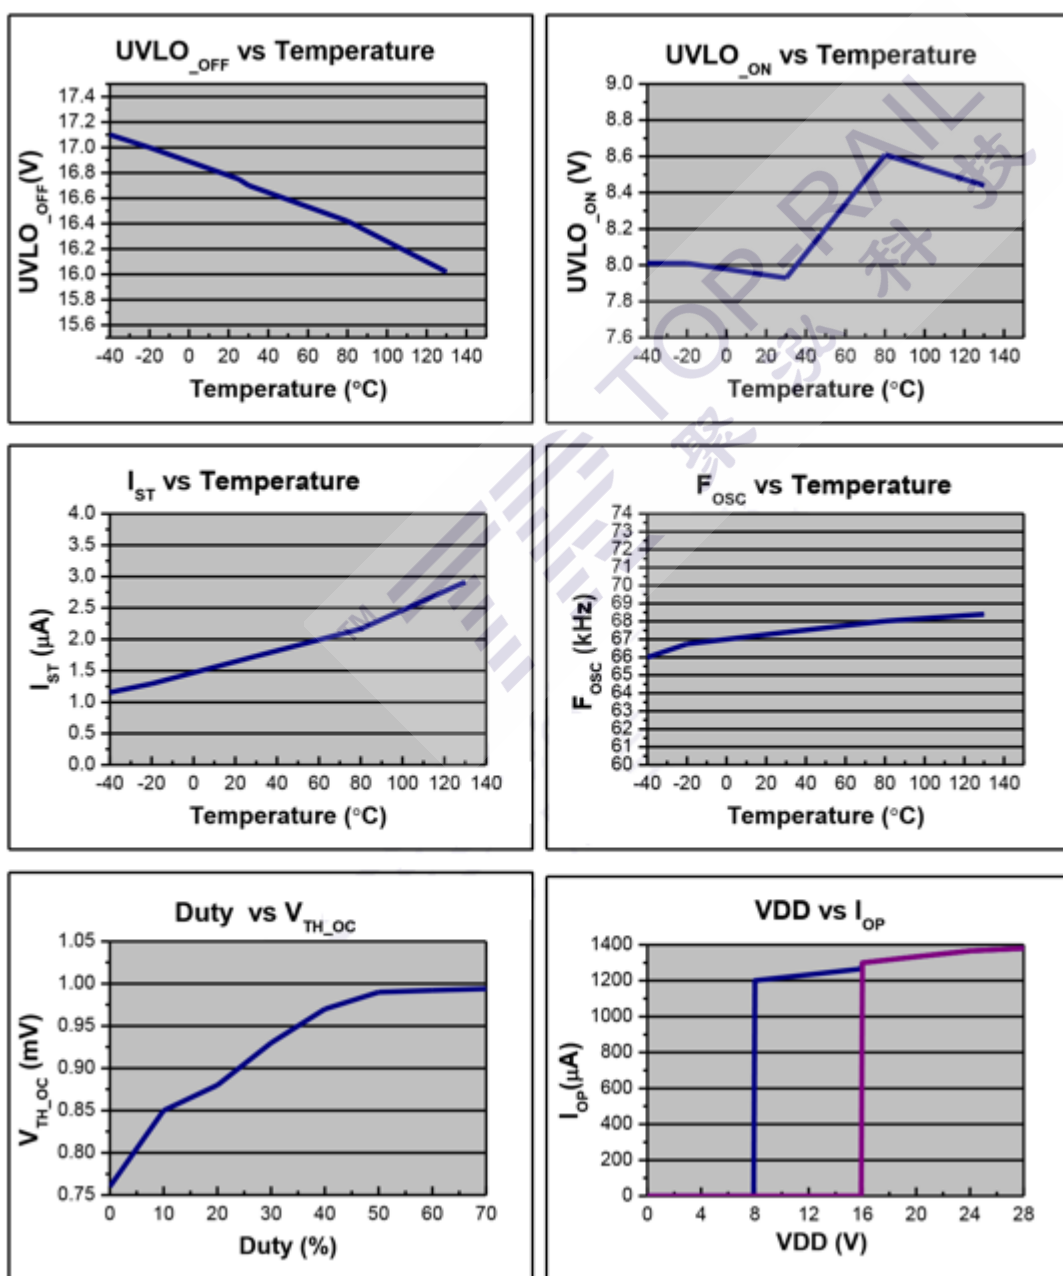 UVLO_OFF vs Temperature
17.4
17.2
17.0
16.8
16.6
16.4
16.2
16.0
15.8
15.6
UVLO_OFF(V)
-40 -20 0 20 40 60 80 100 120 140
Temperature (°C)
UVLO_ON vs Temperature
9.0
8.8
8.6
8.4
8.2
8.0
7.8
7.6
UVLO_ON (V)
-40 -20 0 20 40 60 80 100 120 140
Temperature (°C)
I_ST vs Temperature
4.0
3.5
3.0
2.5
2.0
1.5
1.0
0.5
0.0
I_ST (μA)
-40 -20 0 20 40 60 80 100 120 140
Temperature (°C)
F_OSC vs Temperature
74
73
72
71
70
69
68
67
66
65
64
63
62
61
60
F_OSC (kHz)
-40 -20 0 20 40 60 80 100 120 140
Temperature (°C)
Duty vs V_TH_OC
1.05
1.00
0.95
0.90
0.85
0.80
0.75
V_TH_OC (mV)
0 10 20 30 40 50 60 70
Duty (%)
VDD vs I_OP
1400
1200
1000
800
600
400
200
0
I_OP(μA)
0 4 8 12 16 20 24 28
VDD (V)
TM
TOP-RAIL
聚泓科技